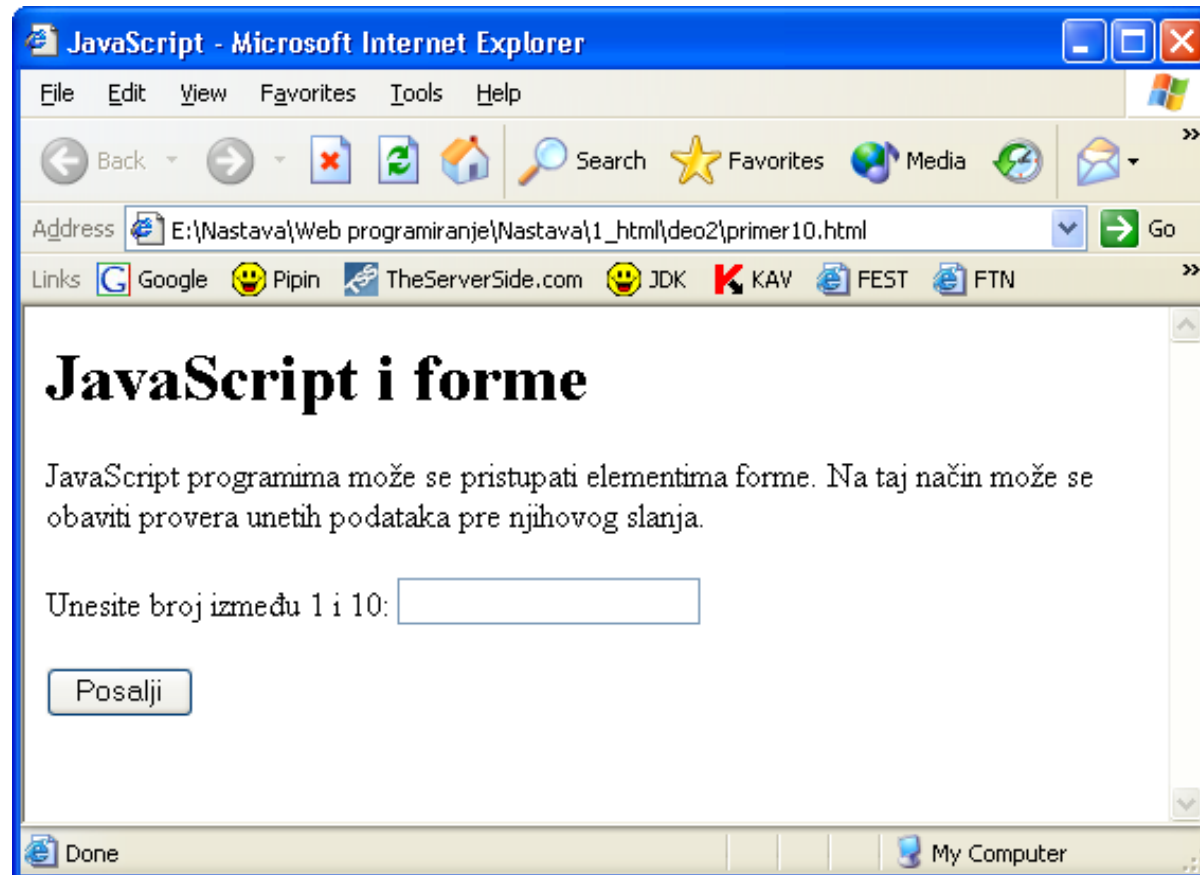 JavaScript - Microsoft Internet Explorer
File Edit View Favorites Tools Help
Back Search Favorites Media »
Address E:\Nastava\Web programiranje\Nastava\1_html\deo2\primer10.html Go
Links Google Pipin TheServerSide.com JDK KAV FEST FTN »
JavaScript i forme
JavaScript programima može se pristupati elementima forme. Na taj način može se
obaviti provera unetih podataka pre njihovog slanja.
Unesite broj između 1 i 10:
Posalji
Done My Computer